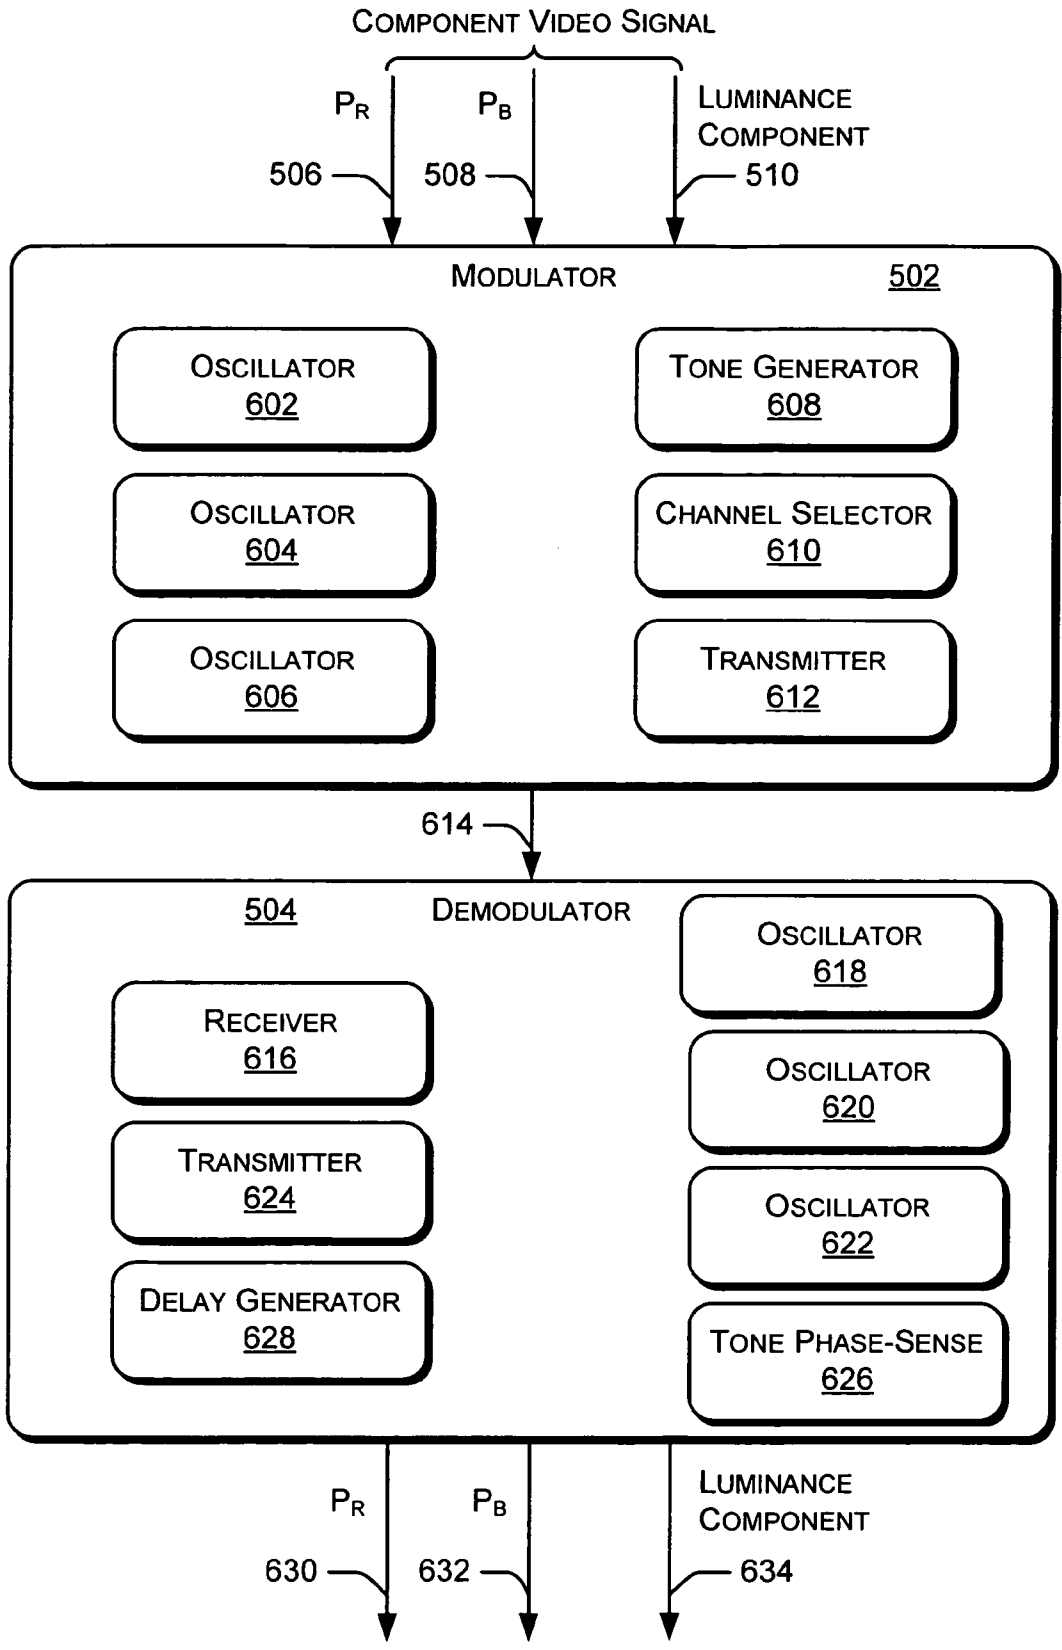 COMPONENT VIDEO SIGNAL
PR
PB
LUMINANCE
COMPONENT
506
508
510
MODULATOR
502
OSCILLATOR
602
TONE GENERATOR
608
OSCILLATOR
604
CHANNEL SELECTOR
610
OSCILLATOR
606
TRANSMITTER
612
614
504
DEMODULATOR
OSCILLATOR
618
RECEIVER
616
OSCILLATOR
620
TRANSMITTER
624
OSCILLATOR
622
DELAY GENERATOR
628
TONE PHASE-SENSE
626
PR
PB
LUMINANCE
COMPONENT
630
632
634